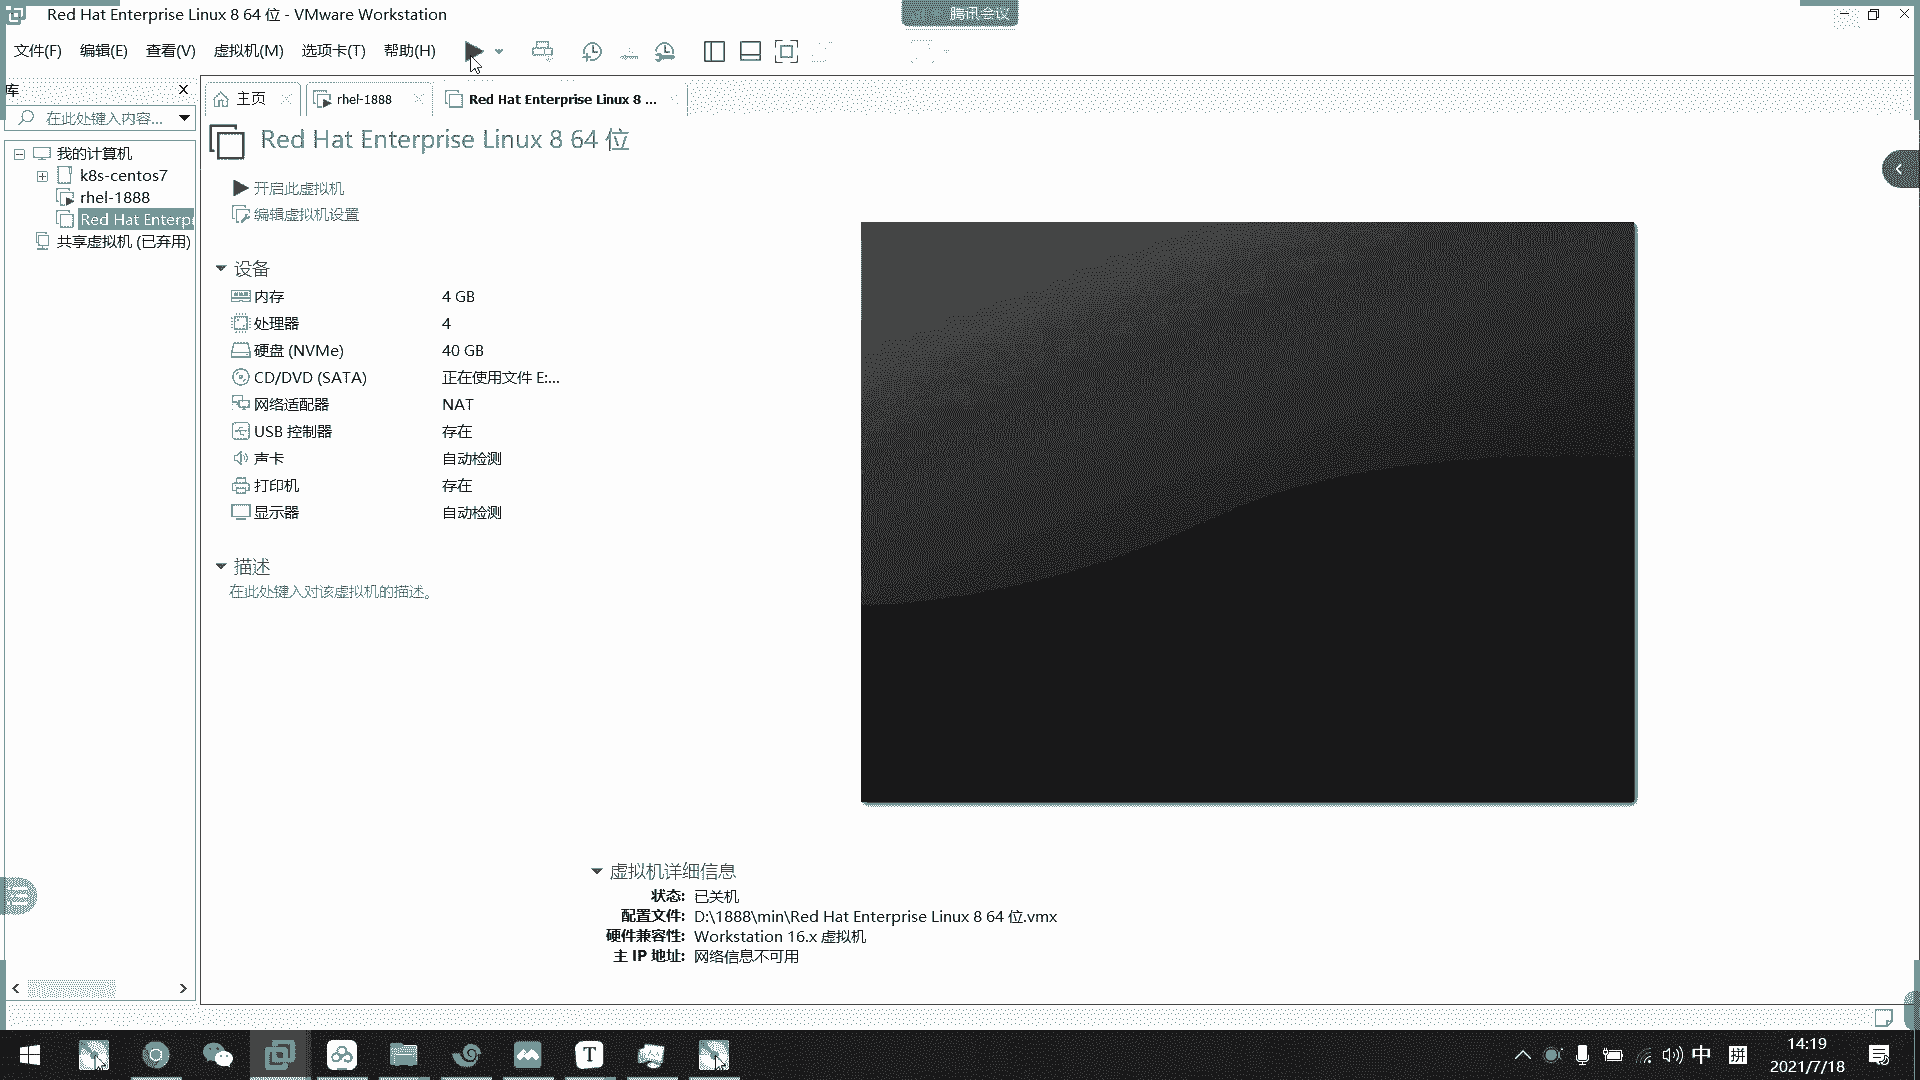 Red Hat Enterprise Linux 8 64 位 - VMware Workstation
腾讯会议
文件(F) 编辑(E) 查看(V) 虚拟机(M) 选项卡(T) 帮助(H)
库
主页
rhel-1888
Red Hat Enterprise Linux 8 ...
在此处键入内容...
我的计算机
k8s-centos7
rhel-1888
Red Hat Enterp
共享虚拟机 (已弃用)
Red Hat Enterprise Linux 8 64 位
开启此虚拟机
编辑虚拟机设置
设备
内存 4 GB
处理器 4
硬盘 (NVMe) 40 GB
CD/DVD (SATA) 正在使用文件 E:...
网络适配器 NAT
USB 控制器 存在
声卡 自动检测
打印机 存在
显示器 自动检测
描述
在此处键入对该虚拟机的描述。
虚拟机详细信息
状态: 已关机
配置文件: D:\1888\min\Red Hat Enterprise Linux 8 64 位.vmx
硬件兼容性: Workstation 16.x 虚拟机
主 IP 地址: 网络信息不可用
T
中
拼
14:19
2021/7/18